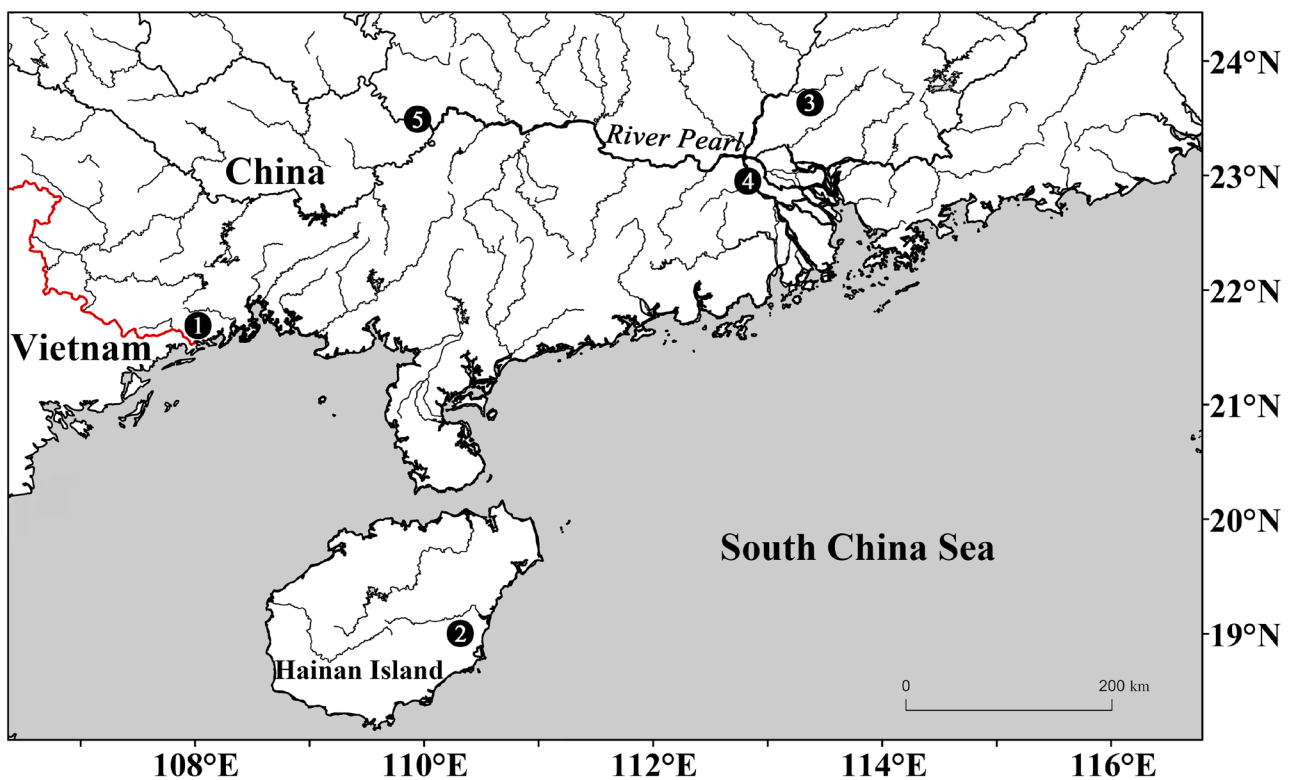 24°N
3
5
River Pearl
China
4
23°N
22°N
1
Vietnam
21°N
20°N
South China Sea
2
19°N
Hainan Island
0 200 km
108°E 110°E 112°E 114°E 116°E